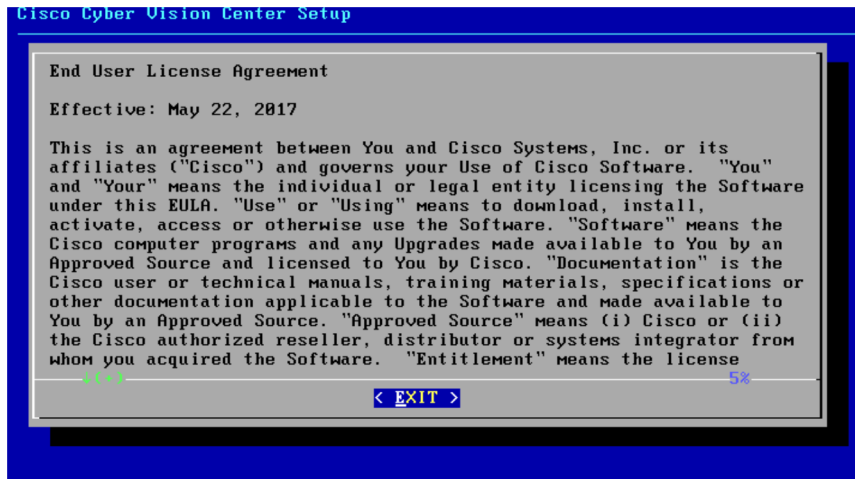 Cisco Cyber Vision Center Setup
End User License Agreement
Effective: May 22, 2017
This is an agreement between You and Cisco Systems, Inc. or its
affiliates ("Cisco") and governs your Use of Cisco Software.  "You"
and "Your" means the individual or legal entity licensing the Software
under this EULA. "Use" or "Using" means to download, install,
activate, access or otherwise use the Software. "Software" means the
Cisco computer programs and any Upgrades made available to You by an
Approved Source and licensed to You by Cisco. "Documentation" is the
Cisco user or technical manuals, training materials, specifications or
other documentation applicable to the Software and made available to
You by an Approved Source. "Approved Source" means (i) Cisco or (ii)
the Cisco authorized reseller, distributor or systems integrator from
whom you acquired the Software.  "Entitlement" means the license
↓(+) 5%
< EXIT >